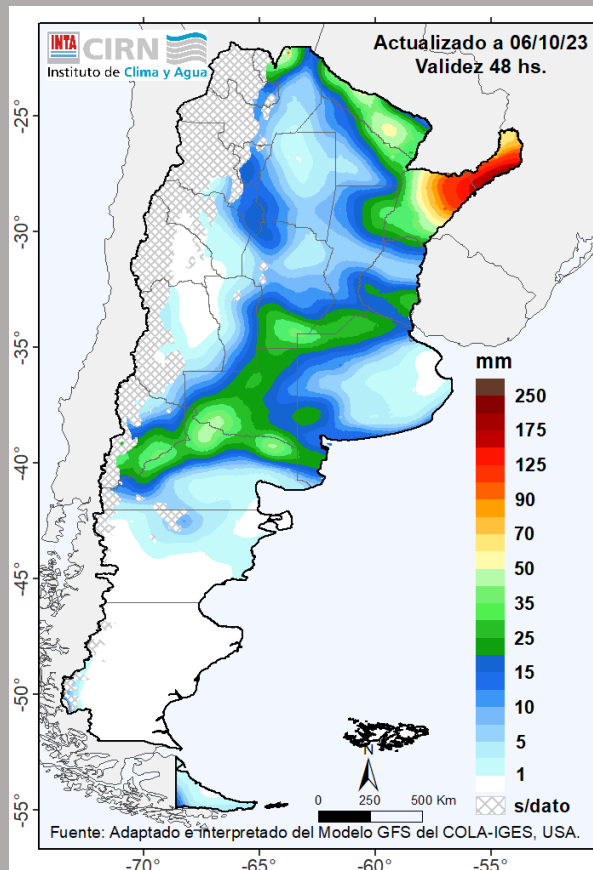 INTA CIRN
Instituto de Clima y Agua
Actualizado a 06/10/23
Validez 48 hs.
-25°
-30°
-35°
-40°
-45°
-50°
-55°
mm
250
175
125
90
70
50
35
25
15
10
5
1
s/dato
N
0 250 500 Km
Fuente: Adaptado e interpretado del Modelo GFS del COLA-IGES, USA.
-70° -65° -60° -55°